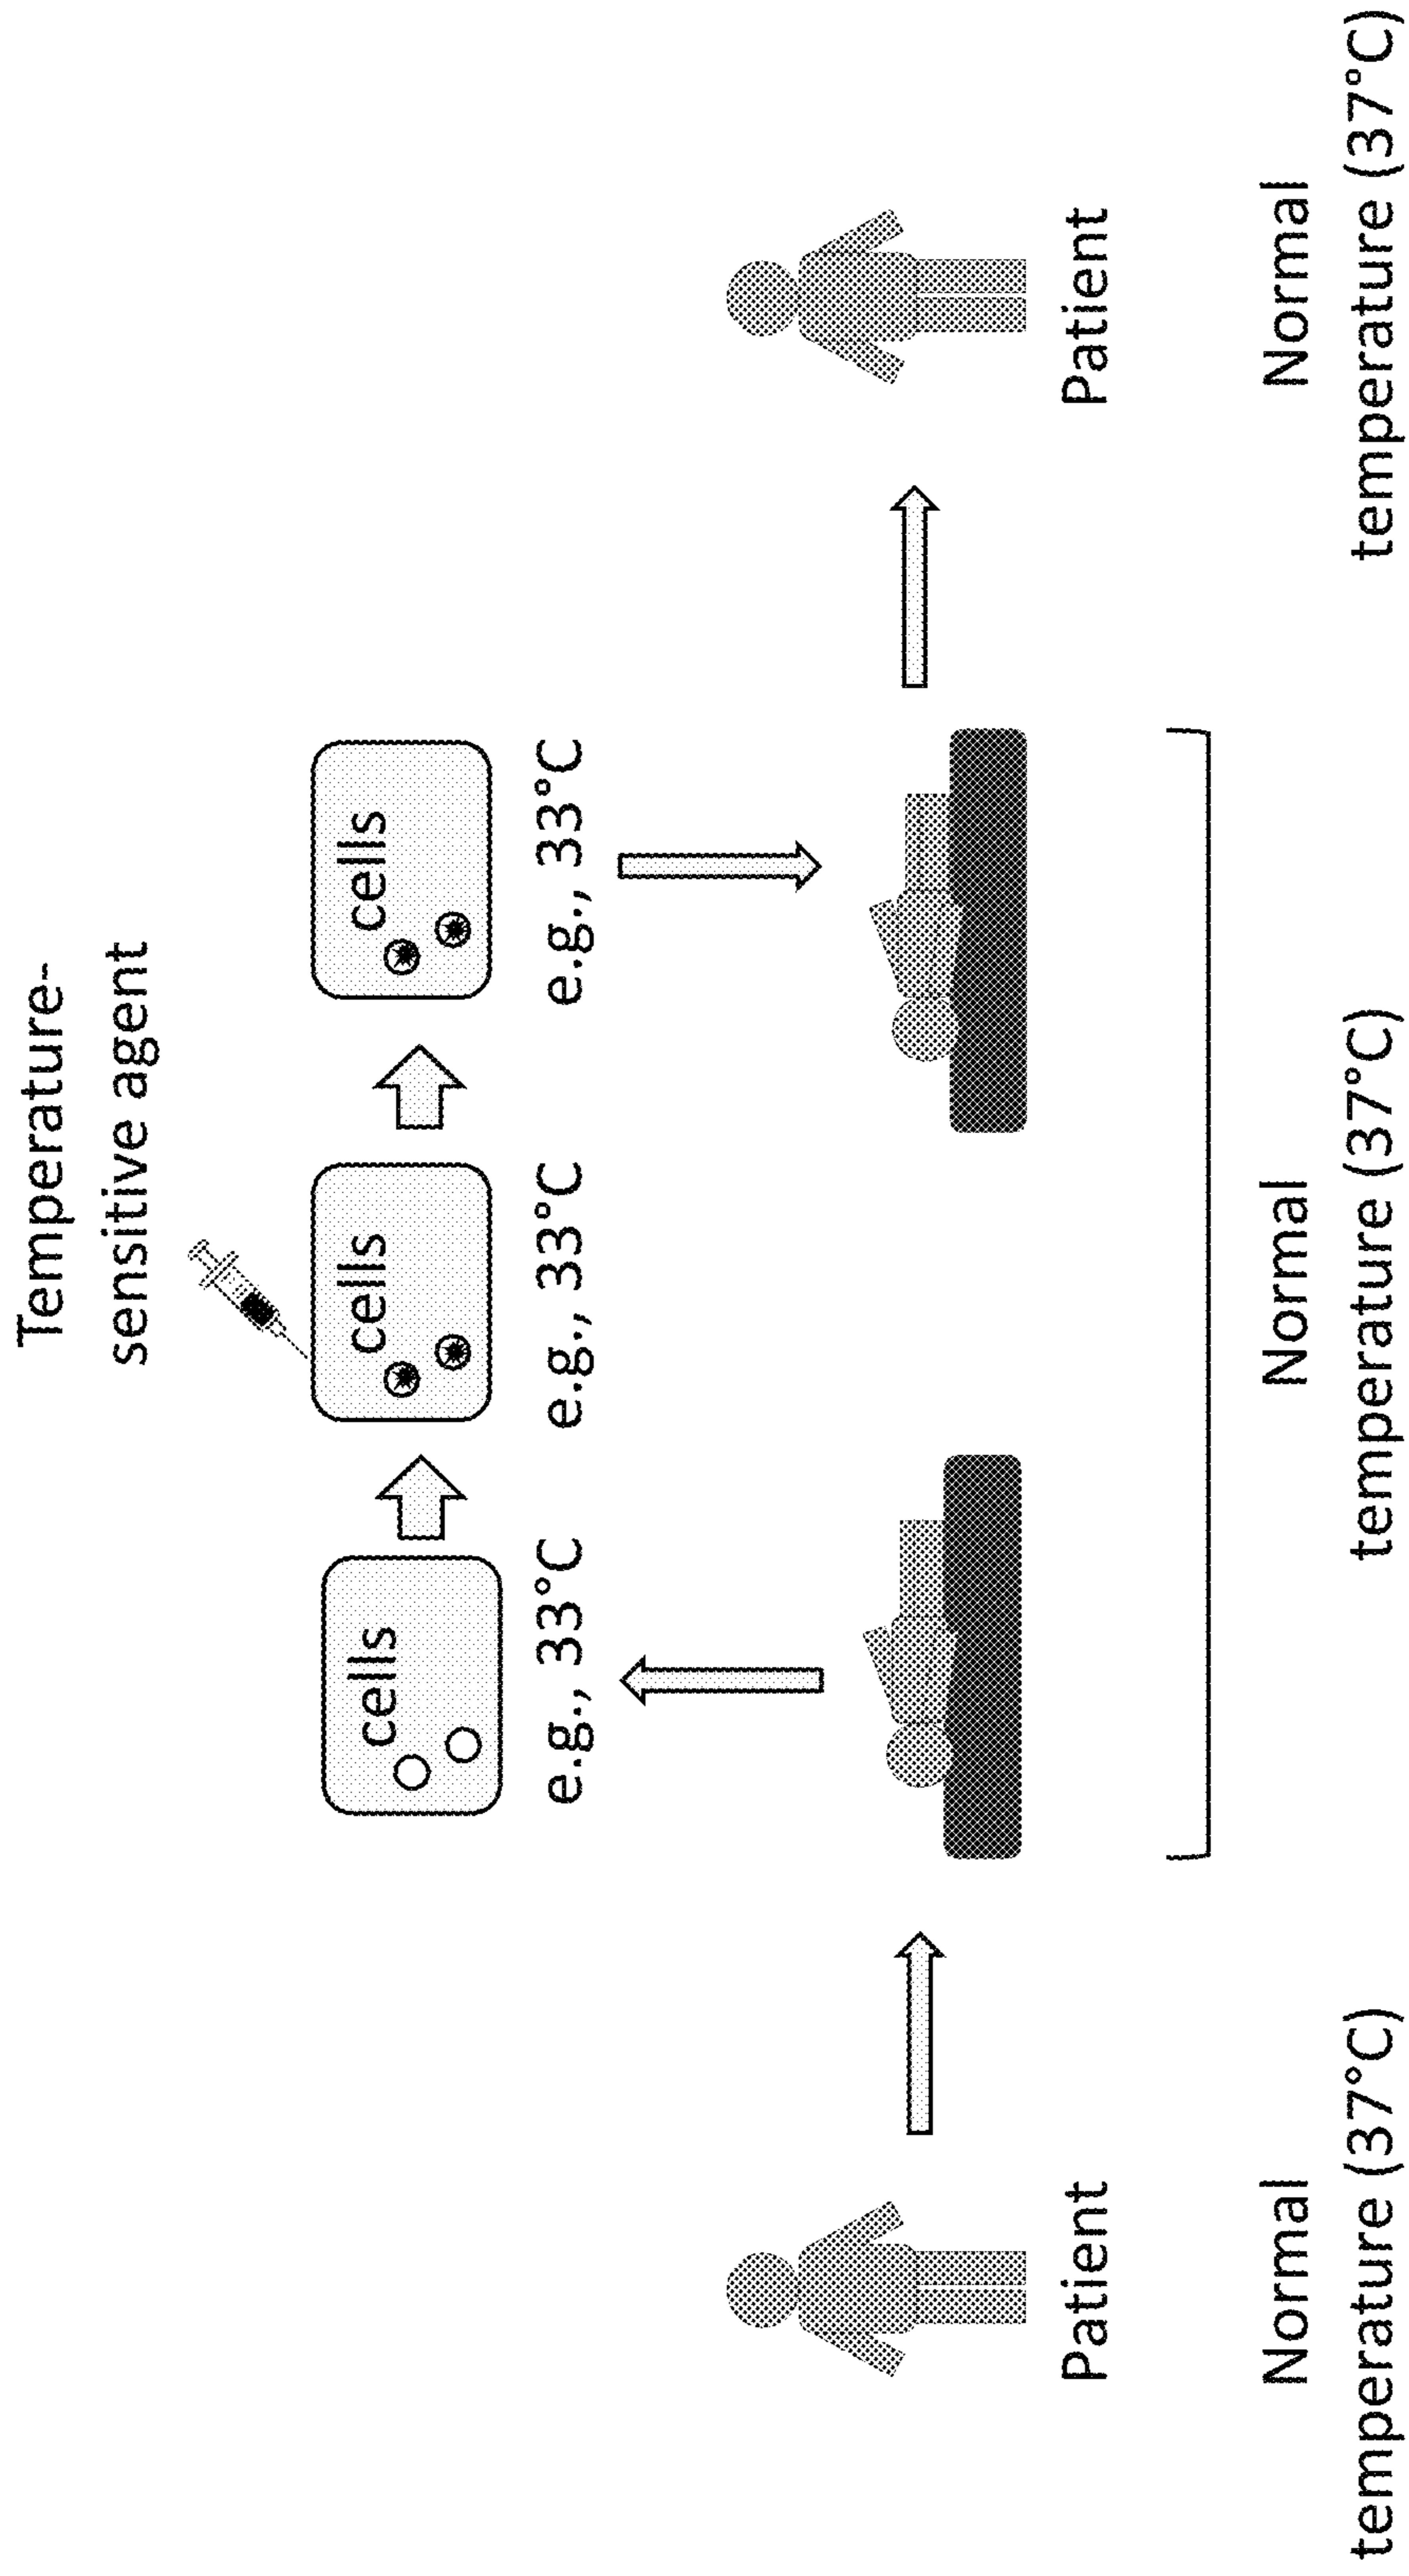 Temperature-
sensitive agent
cells
cells
cells
e.g., 33°C
e.g., 33°C
e.g., 33°C
Patient
Patient
Normal
temperature (37°C)
Normal
temperature (37°C)
Normal
temperature (37°C)